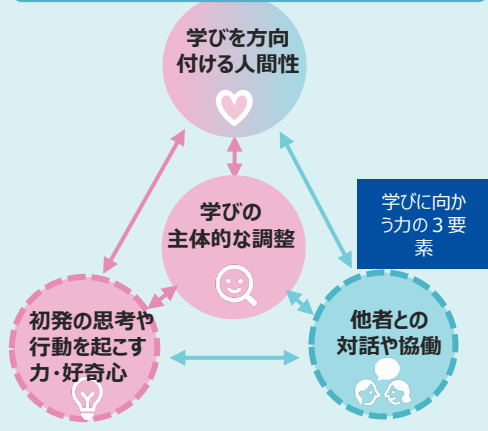 学びを方向
付ける人間性
学びに向か
う力の３要
素
学びの
主体的な調整
初発の思考や
行動を起こす
力・好奇心
他者との
対話や協働